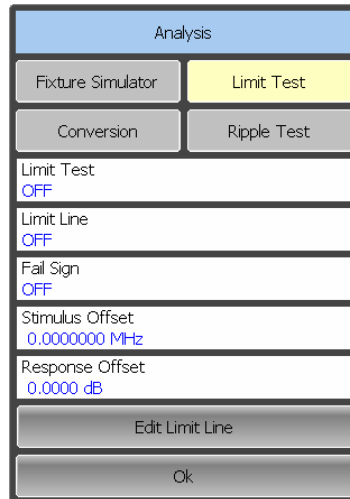 Analysis
Fixture Simulator
Limit Test
Conversion
Ripple Test
Limit Test
OFF
Limit Line
OFF
Fail Sign
OFF
Stimulus Offset
0.0000000 MHz
Response Offset
0.0000 dB
Edit Limit Line
Ok